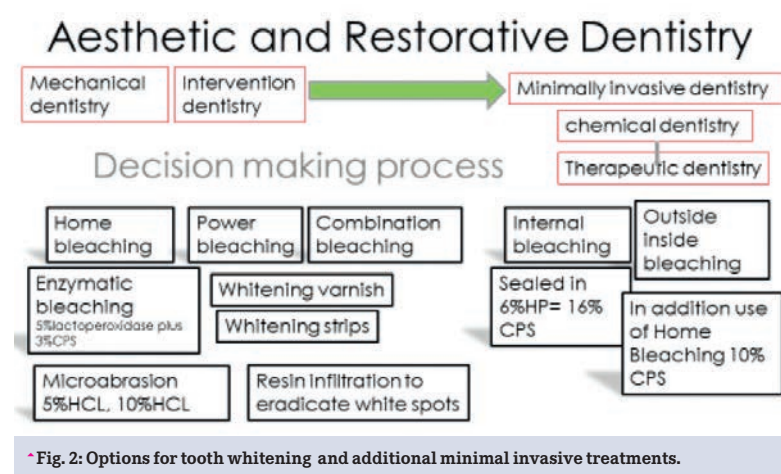 Aesthetic and Restorative Dentistry
Mechanical
dentistry
Intervention
dentistry
Minimally invasive dentistry
chemical dentistry
Therapeutic dentistry
Decision making process
Home
bleaching
Power
bleaching
Combination
bleaching
Internal
bleaching
Outside
inside
bleaching
Enzymatic
bleaching
5%lactoperoxidase plus
3%CPS
Whitening varnish
Whitening strips
Sealed in
6%HP= 16%
CPS
In addition use
of Home
Bleaching 10%
CPS
Microabrasion
5%HCL, 10%HCL
Resin infiltration to
eradicate white spots
Fig. 2: Options for tooth whitening and additional minimal invasive treatments.